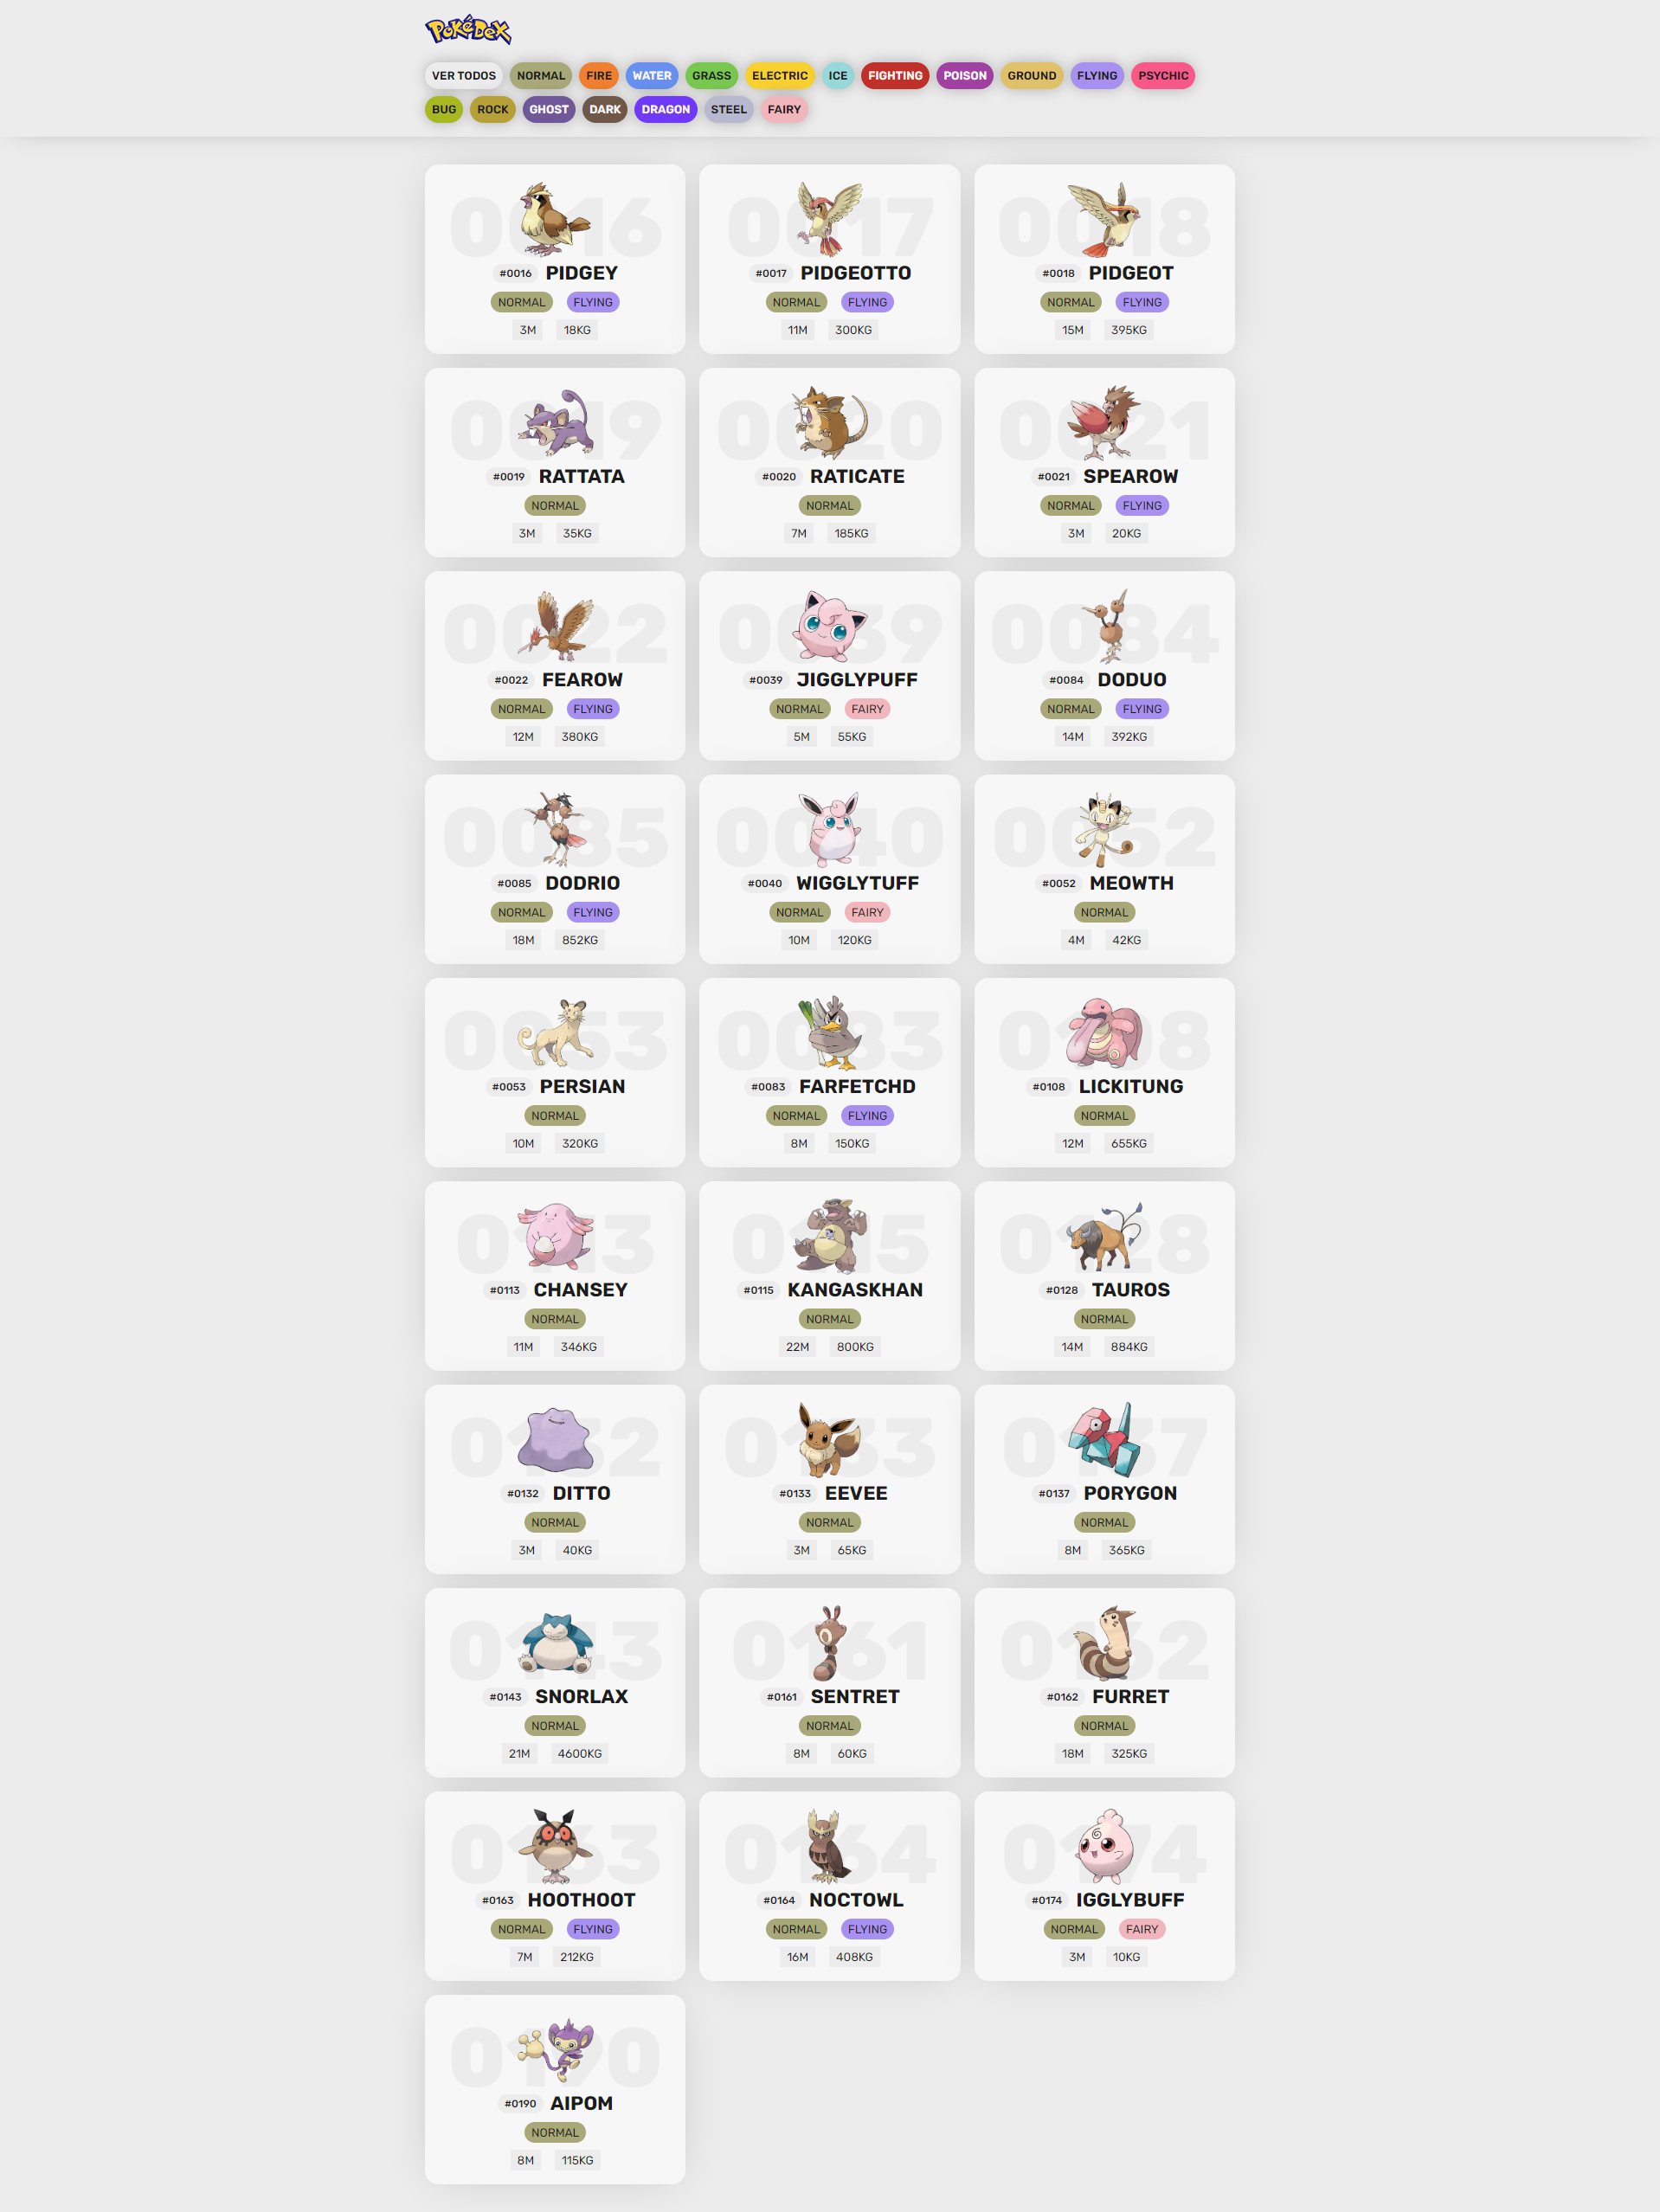 PokéDex
VER TODOS NORMAL FIRE WATER GRASS ELECTRIC ICE FIGHTING POISON GROUND FLYING PSYCHIC
BUG ROCK GHOST DARK DRAGON STEEL FAIRY
0016 0017 0018
#0016 PIDGEY #0017 PIDGEOTTO #0018 PIDGEOT
NORMAL FLYING NORMAL FLYING NORMAL FLYING
3M 18KG 11M 300KG 15M 395KG
0019 0020 0021
#0019 RATTATA #0020 RATICATE #0021 SPEAROW
NORMAL NORMAL NORMAL FLYING
3M 35KG 7M 185KG 3M 20KG
0022 0039 0084
#0022 FEAROW #0039 JIGGLYPUFF #0084 DODUO
NORMAL FLYING NORMAL FAIRY NORMAL FLYING
12M 380KG 5M 55KG 14M 392KG
0085 0040 0052
#0085 DODRIO #0040 WIGGLYTUFF #0052 MEOWTH
NORMAL FLYING NORMAL FAIRY NORMAL
18M 852KG 10M 120KG 4M 42KG
0053 0083 0108
#0053 PERSIAN #0083 FARFETCHD #0108 LICKITUNG
NORMAL NORMAL FLYING NORMAL
10M 320KG 8M 150KG 12M 655KG
0113 0115 0128
#0113 CHANSEY #0115 KANGASKHAN #0128 TAUROS
NORMAL NORMAL NORMAL
11M 346KG 22M 800KG 14M 884KG
0132 0133 0137
#0132 DITTO #0133 EEVEE #0137 PORYGON
NORMAL NORMAL NORMAL
3M 40KG 3M 65KG 8M 365KG
0143 0161 0162
#0143 SNORLAX #0161 SENTRET #0162 FURRET
NORMAL NORMAL NORMAL
21M 4600KG 8M 60KG 18M 325KG
0163 0164 0174
#0163 HOOTHOOT #0164 NOCTOWL #0174 IGGLYBUFF
NORMAL FLYING NORMAL FLYING NORMAL FAIRY
7M 212KG 16M 408KG 3M 10KG
0190
#0190 AIPOM
NORMAL
8M 115KG